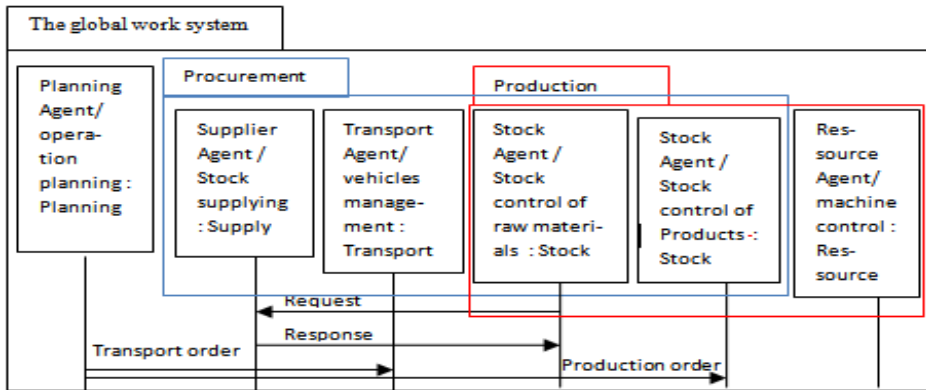 The global work system
Planning
Agent/
opera-
tion
planning :
Planning
Procurement
Supplier
Agent /
Stock
supplying
: Supply
Transport
Agent/
vehicles
manage-
ment :
Transport
Production
Stock
Agent /
Stock
control of
raw materi-
als : Stock
Stock
Agent /
Stock
control of
Products-:
Stock
Res-
source
Agent/
machine
control :
Res-
source
Request
Response
Transport order
Production order